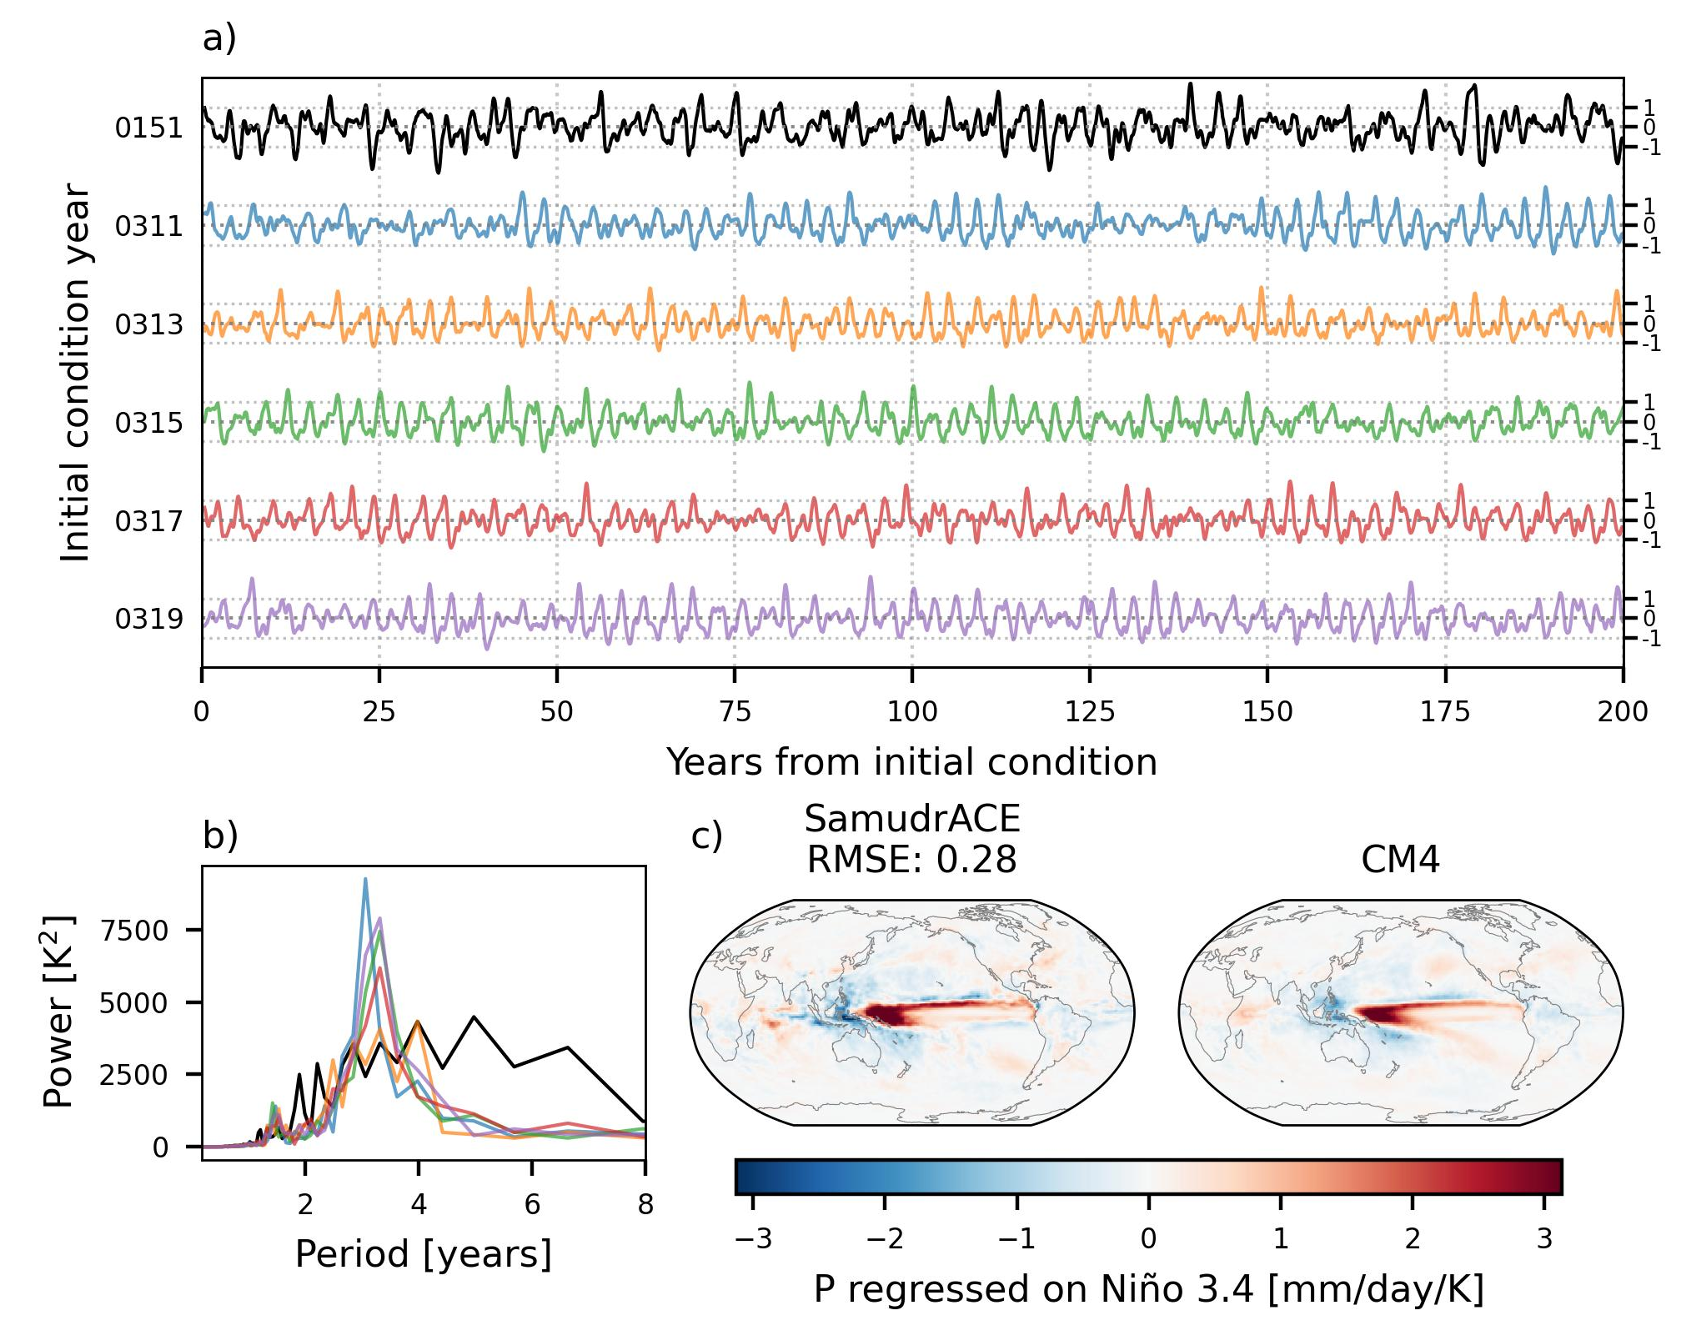 a)
0151
0311
0313
0315
0317
0319
Initial condition year
1
0
-1
1
0
-1
1
0
-1
1
0
-1
1
0
-1
1
0
-1
0 25 50 75 100 125 150 175 200
Years from initial condition
b)
7500
5000
2500
0
Power [K²]
2 4 6 8
Period [years]
c)
SamudrACE
RMSE: 0.28
CM4
−3 −2 −1 0 1 2 3
P regressed on Niño 3.4 [mm/day/K]